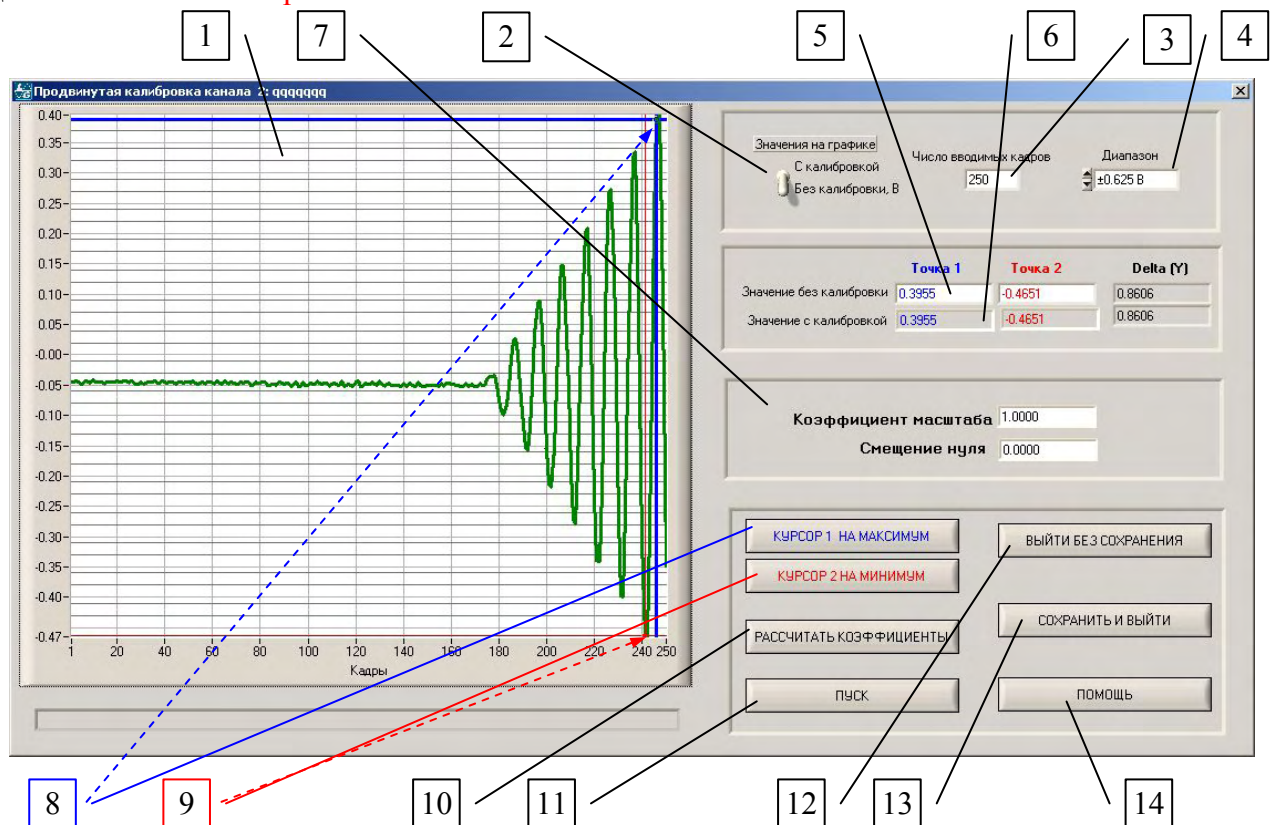 1 7 2 5 6 3 4
Продвинутая калибровка канала 2: qqqqqqq
0.40
0.35
0.30
0.25
0.20
0.15
0.10
0.05
-0.00
-0.05
-0.10
-0.15
-0.20
-0.25
-0.30
-0.35
-0.40
-0.47
1 20 40 60 80 100 120 140 160 180 200 220 240 250
Кадры
Значения на графике
С калибровкой
Без калибровки, В
Число вводимых кадров
250
Диапазон
±0.625 В
Точка 1 Точка 2 Delta (Y)
Значение без калибровки 0.3955 -0.4651 0.8606
Значение с калибровкой 0.3955 -0.4651 0.8606
Коэффициент масштаба 1.0000
Смещение нуля 0.0000
КУРСОР 1 НА МАКСИМУМ
КУРСОР 2 НА МИНИМУМ
РАССЧИТАТЬ КОЭФФИЦИЕНТЫ
ПУСК
ВЫЙТИ БЕЗ СОХРАНЕНИЯ
СОХРАНИТЬ И ВЫЙТИ
ПОМОЩЬ
8 9 10 11 12 13 14